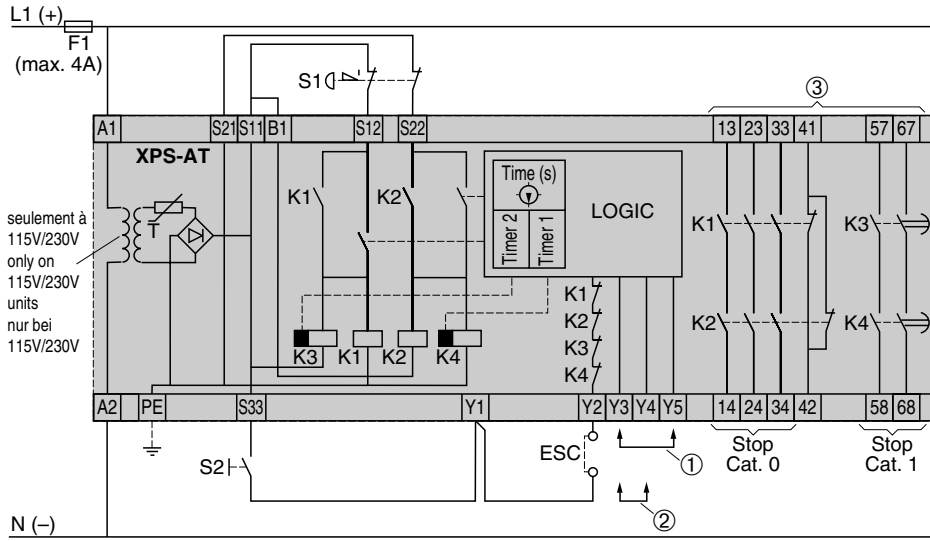 L1 (+)
F1
(max. 4A)
S1
③
A1 S21 S11 B1 S12 S22 13 23 33 41 57 67
XPS-AT
Time (s)
Timer 2
Timer 1
LOGIC
K1 K2 K1 K3
T
seulement à
115V/230V
only on
115V/230V
units
nur bei
115V/230V
K1
K2
K3
K4
K2 K4
K3 K1 K2 K4
A2 PE S33 Y1 Y2 Y3 Y4 Y5 14 24 34 42 58 68
S2
ESC
①
②
Stop
Cat. 0
Stop
Cat. 1
N (–)